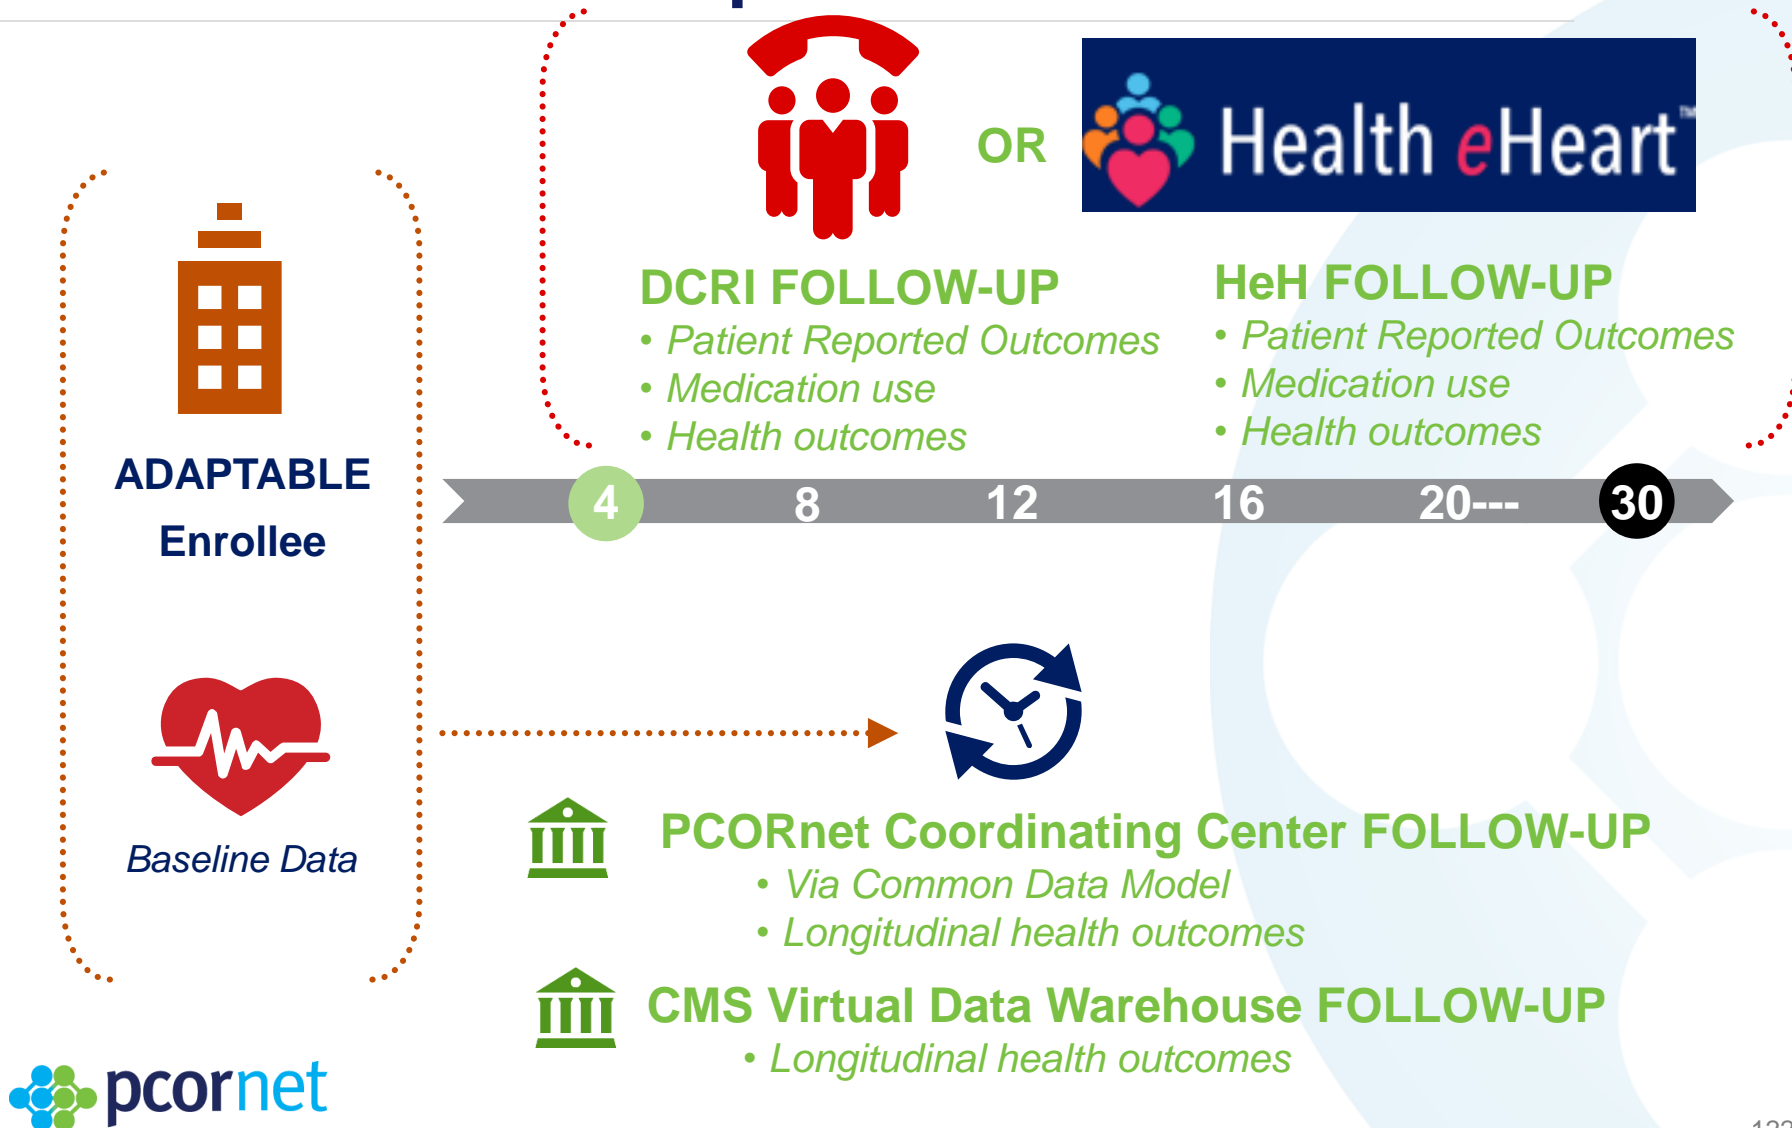 OR
Health eHeart™
ADAPTABLE
Enrollee
Baseline Data
DCRI FOLLOW-UP
• Patient Reported Outcomes
• Medication use
• Health outcomes
HeH FOLLOW-UP
• Patient Reported Outcomes
• Medication use
• Health outcomes
4 8 12 16 20--- 30
PCORnet Coordinating Center FOLLOW-UP
• Via Common Data Model
• Longitudinal health outcomes
CMS Virtual Data Warehouse FOLLOW-UP
• Longitudinal health outcomes
pcornet